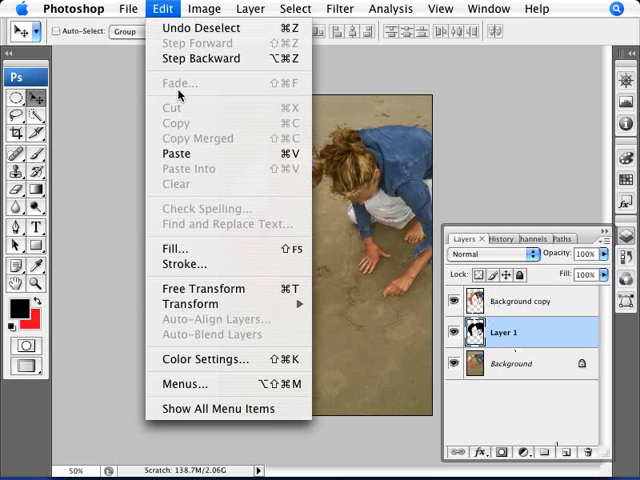 Photoshop File Edit Image Layer Select Filter Analysis View Window Help
Auto-Select: Group
Undo Deselect ⌘Z
Step Forward ⇧⌘Z
Step Backward ⌥⌘Z
Fade... ⇧⌘F
Cut ⌘X
Copy ⌘C
Copy Merged ⇧⌘C
Paste ⌘V
Paste Into ⇧⌘V
Clear
Check Spelling...
Find and Replace Text...
Fill... ⇧F5
Stroke...
Free Transform ⌘T
Transform
Auto-Align Layers...
Auto-Blend Layers
Color Settings... ⇧⌘K
Menus... ⌥⇧⌘M
Show All Menu Items
Ps
Layers × History hannels Paths
Normal Opacity: 100%
Lock: Fill: 100%
Background copy
Layer 1
Background
50% Scratch: 138.7M/2.06G